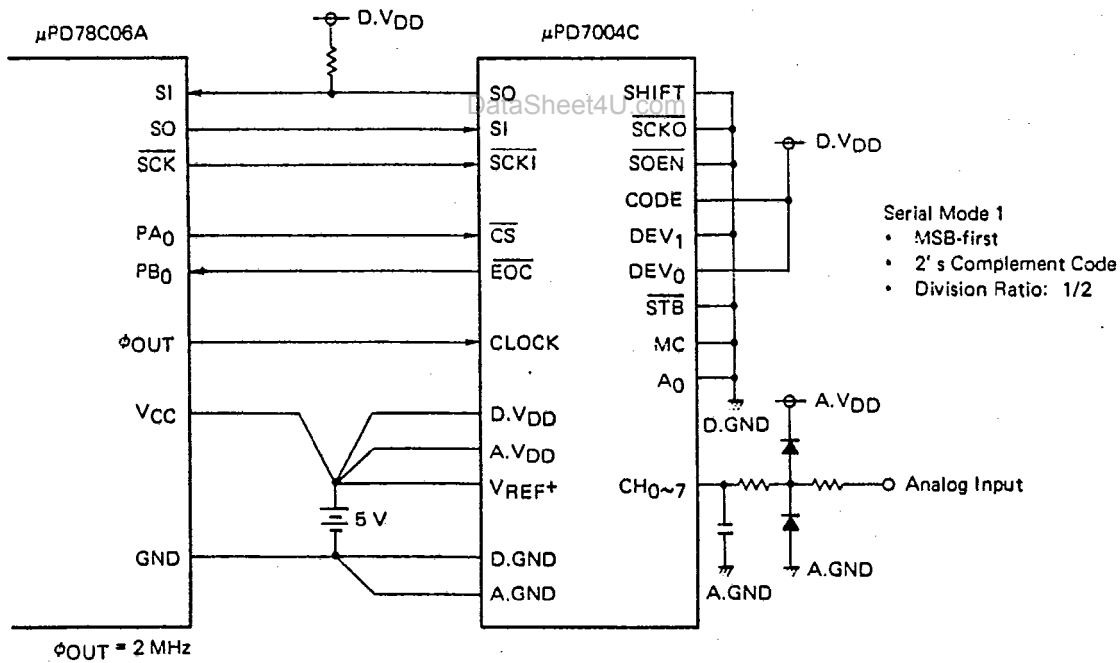 D.VDD
μPD78C06A
μPD7004C
SI
SO
SHIFT
DataSheet4U.com
SO
SI
SCKO
D.VDD
SCK
SCKI
SOEN
CODE
Serial Mode 1
• MSB-first
• 2's Complement Code
• Division Ratio: 1/2
PA0
CS
DEV1
PB0
EOC
DEV0
STB
φOUT
CLOCK
MC
A0
VCC
D.VDD
D.GND
A.VDD
A.VDD
VREF+
CH0~7
Analog Input
5 V
GND
D.GND
A.GND
A.GND
A.GND
φOUT = 2 MHz